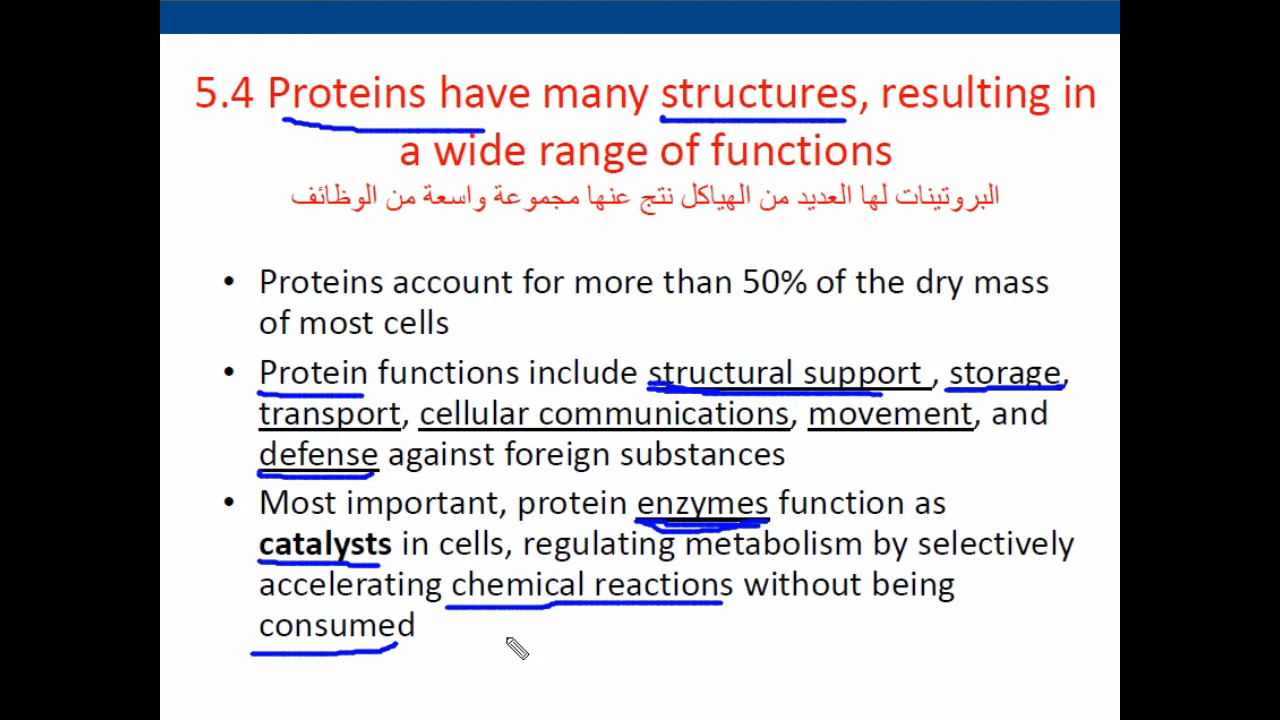 5.4 Proteins have many structures, resulting in
a wide range of functions
البروتينات لها العديد من الهياكل نتج عنها مجموعة واسعة من الوظائف
• Proteins account for more than 50% of the dry mass
of most cells
• Protein functions include structural support , storage,
transport, cellular communications, movement, and
defense against foreign substances
• Most important, protein enzymes function as
catalysts in cells, regulating metabolism by selectively
accelerating chemical reactions without being
consumed